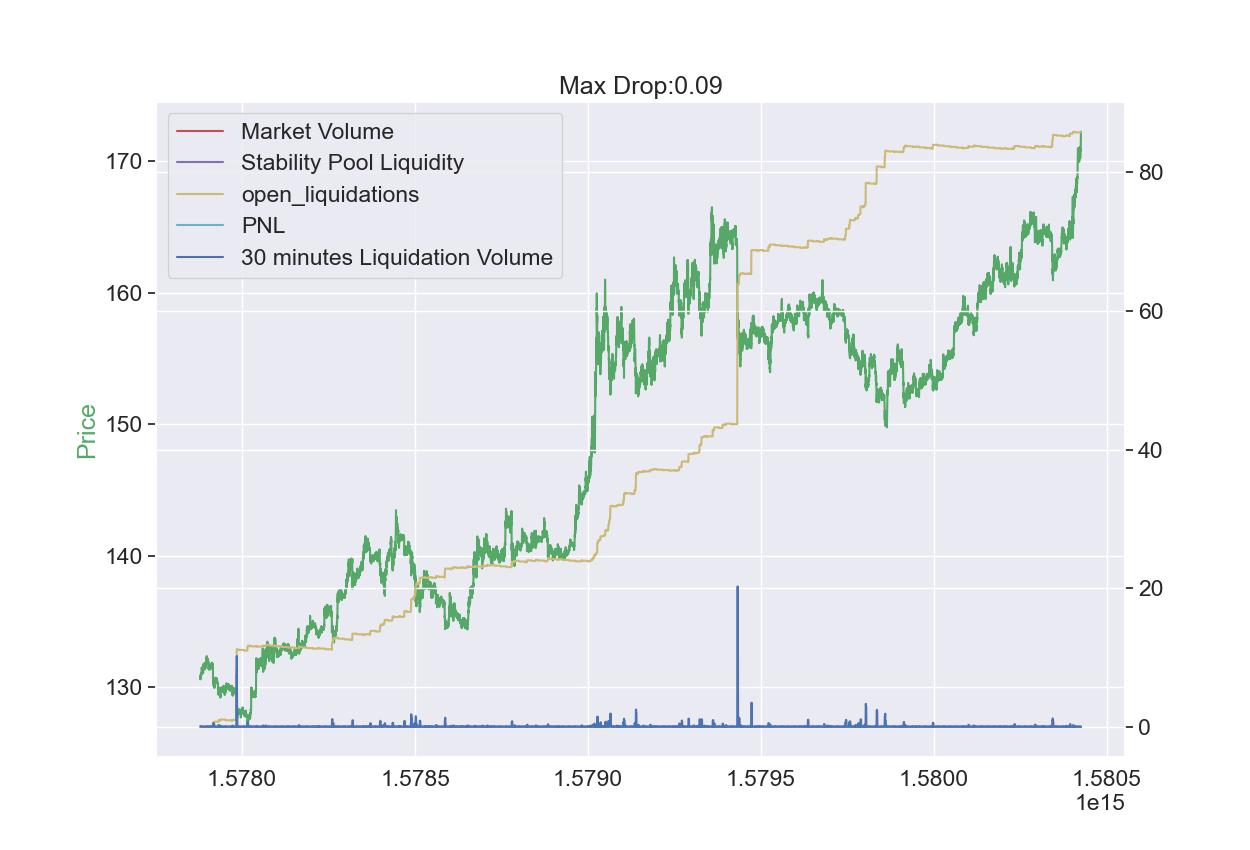 Max Drop:0.09
Market Volume
Stability Pool Liquidity
open_liquidations
PNL
30 minutes Liquidation Volume
Price
170
160
150
140
130
80
60
40
20
0
1.5780 1.5785 1.5790 1.5795 1.5800 1.5805
1e15